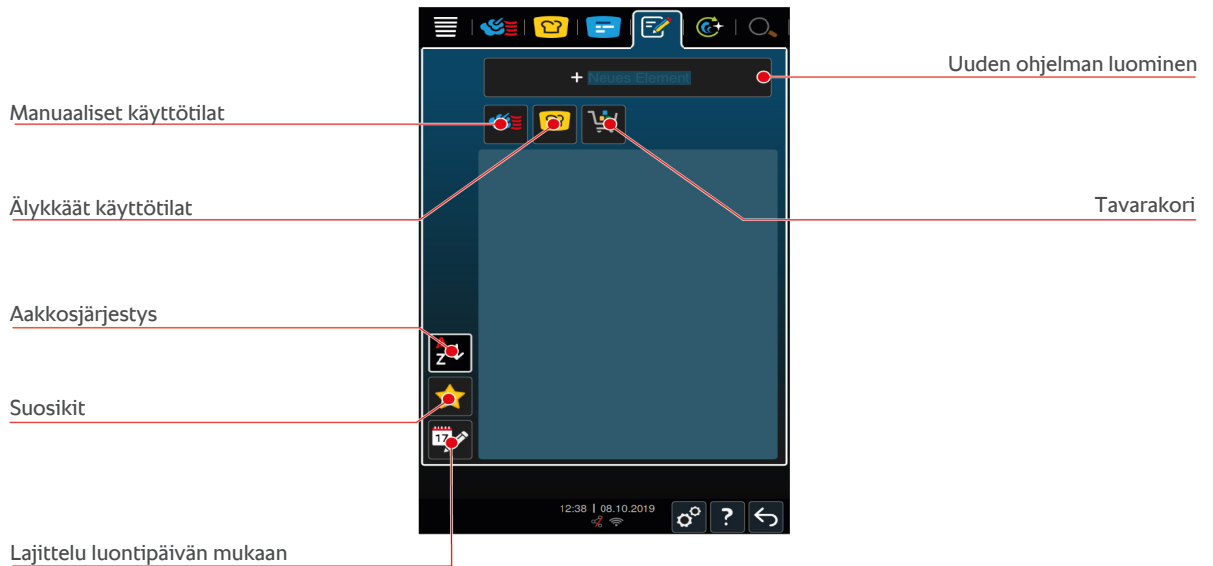 Uuden ohjelman luominen
+ Neues Element
Manuaaliset käyttötilat
Älykkäät käyttötilat
Tavarakori
Aakkosjärjestys
A
Z
Suosikit
17
12:38 | 08.10.2019
?
Lajittelu luontipäivän mukaan